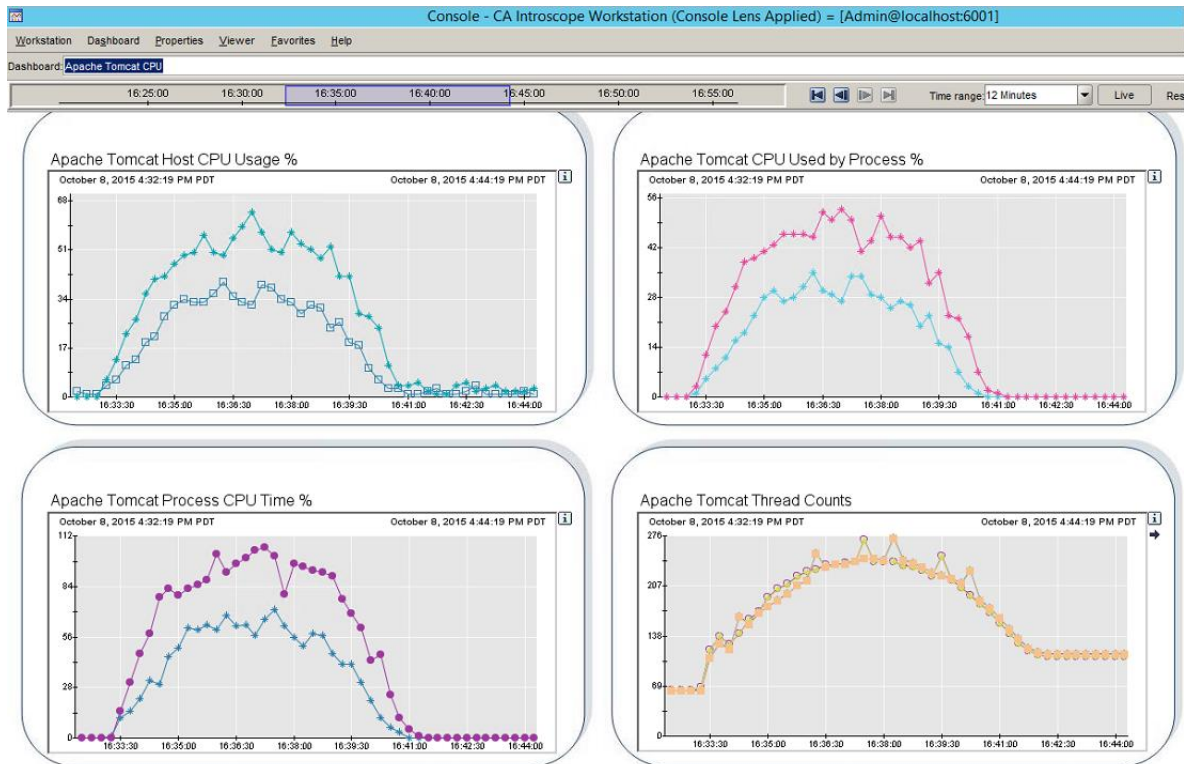 Console - CA Introscope Workstation (Console Lens Applied) = [Admin@localhost:6001]
Workstation Dashboard Properties Viewer Favorites Help
Dashboard: Apache Tomcat CPU
16:25:00 16:30:00 16:35:00 16:40:00 16:45:00 16:50:00 16:55:00 Time range: 12 Minutes Live Res
Apache Tomcat Host CPU Usage %
October 8, 2015 4:32:19 PM PDT October 8, 2015 4:44:19 PM PDT i
68
51
34
17
0
16:33:30 16:35:00 16:36:30 16:38:00 16:39:30 16:41:00 16:42:30 16:44:00
Apache Tomcat CPU Used by Process %
October 8, 2015 4:32:19 PM PDT October 8, 2015 4:44:19 PM PDT i
56
42
28
14
0
16:33:30 16:35:00 16:36:30 16:38:00 16:39:30 16:41:00 16:42:30 16:44:00
Apache Tomcat Process CPU Time %
October 8, 2015 4:32:19 PM PDT October 8, 2015 4:44:19 PM PDT i
112
84
56
28
0
16:33:30 16:35:00 16:36:30 16:38:00 16:39:30 16:41:00 16:42:30 16:44:00
Apache Tomcat Thread Counts
October 8, 2015 4:32:19 PM PDT October 8, 2015 4:44:19 PM PDT i
276
207
138
69
0
16:33:30 16:35:00 16:36:30 16:38:00 16:39:30 16:41:00 16:42:30 16:44:00